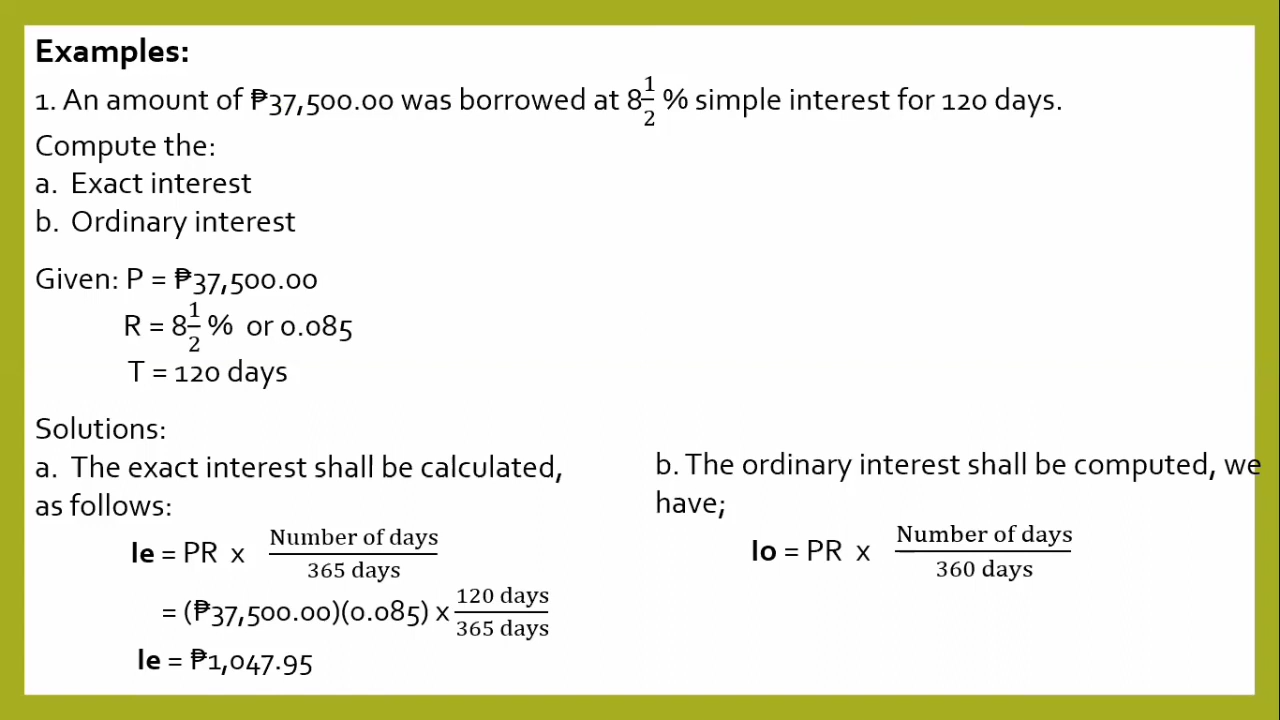 Examples:
1. An amount of ₱37,500.00 was borrowed at 8 1/2 % simple interest for 120 days.
Compute the:
a. Exact interest
b. Ordinary interest
Given: P = ₱37,500.00
R = 8 1/2 % or 0.085
T = 120 days
Solutions:
a. The exact interest shall be calculated,
as follows:
Ie = PR x Number of days / 365 days
= (₱37,500.00)(0.085) x 120 days / 365 days
Ie = ₱1,047.95
b. The ordinary interest shall be computed, we
have;
Io = PR x Number of days / 360 days